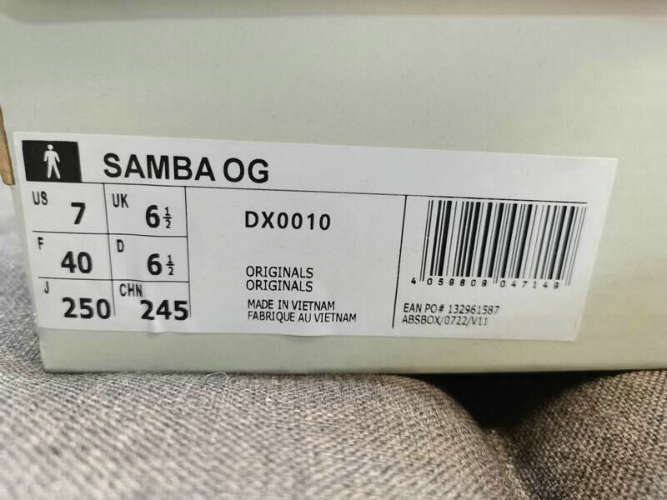 SAMBA OG
US 7 UK 6½
F 40 D 6½
J 250 CHN 245
DX0010
ORIGINALS
ORIGINALS
MADE IN VIETNAM
FABRIQUE AU VIETNAM
4 059809 047149
EAN PO# 132961587
ABSBOX/0722/V11